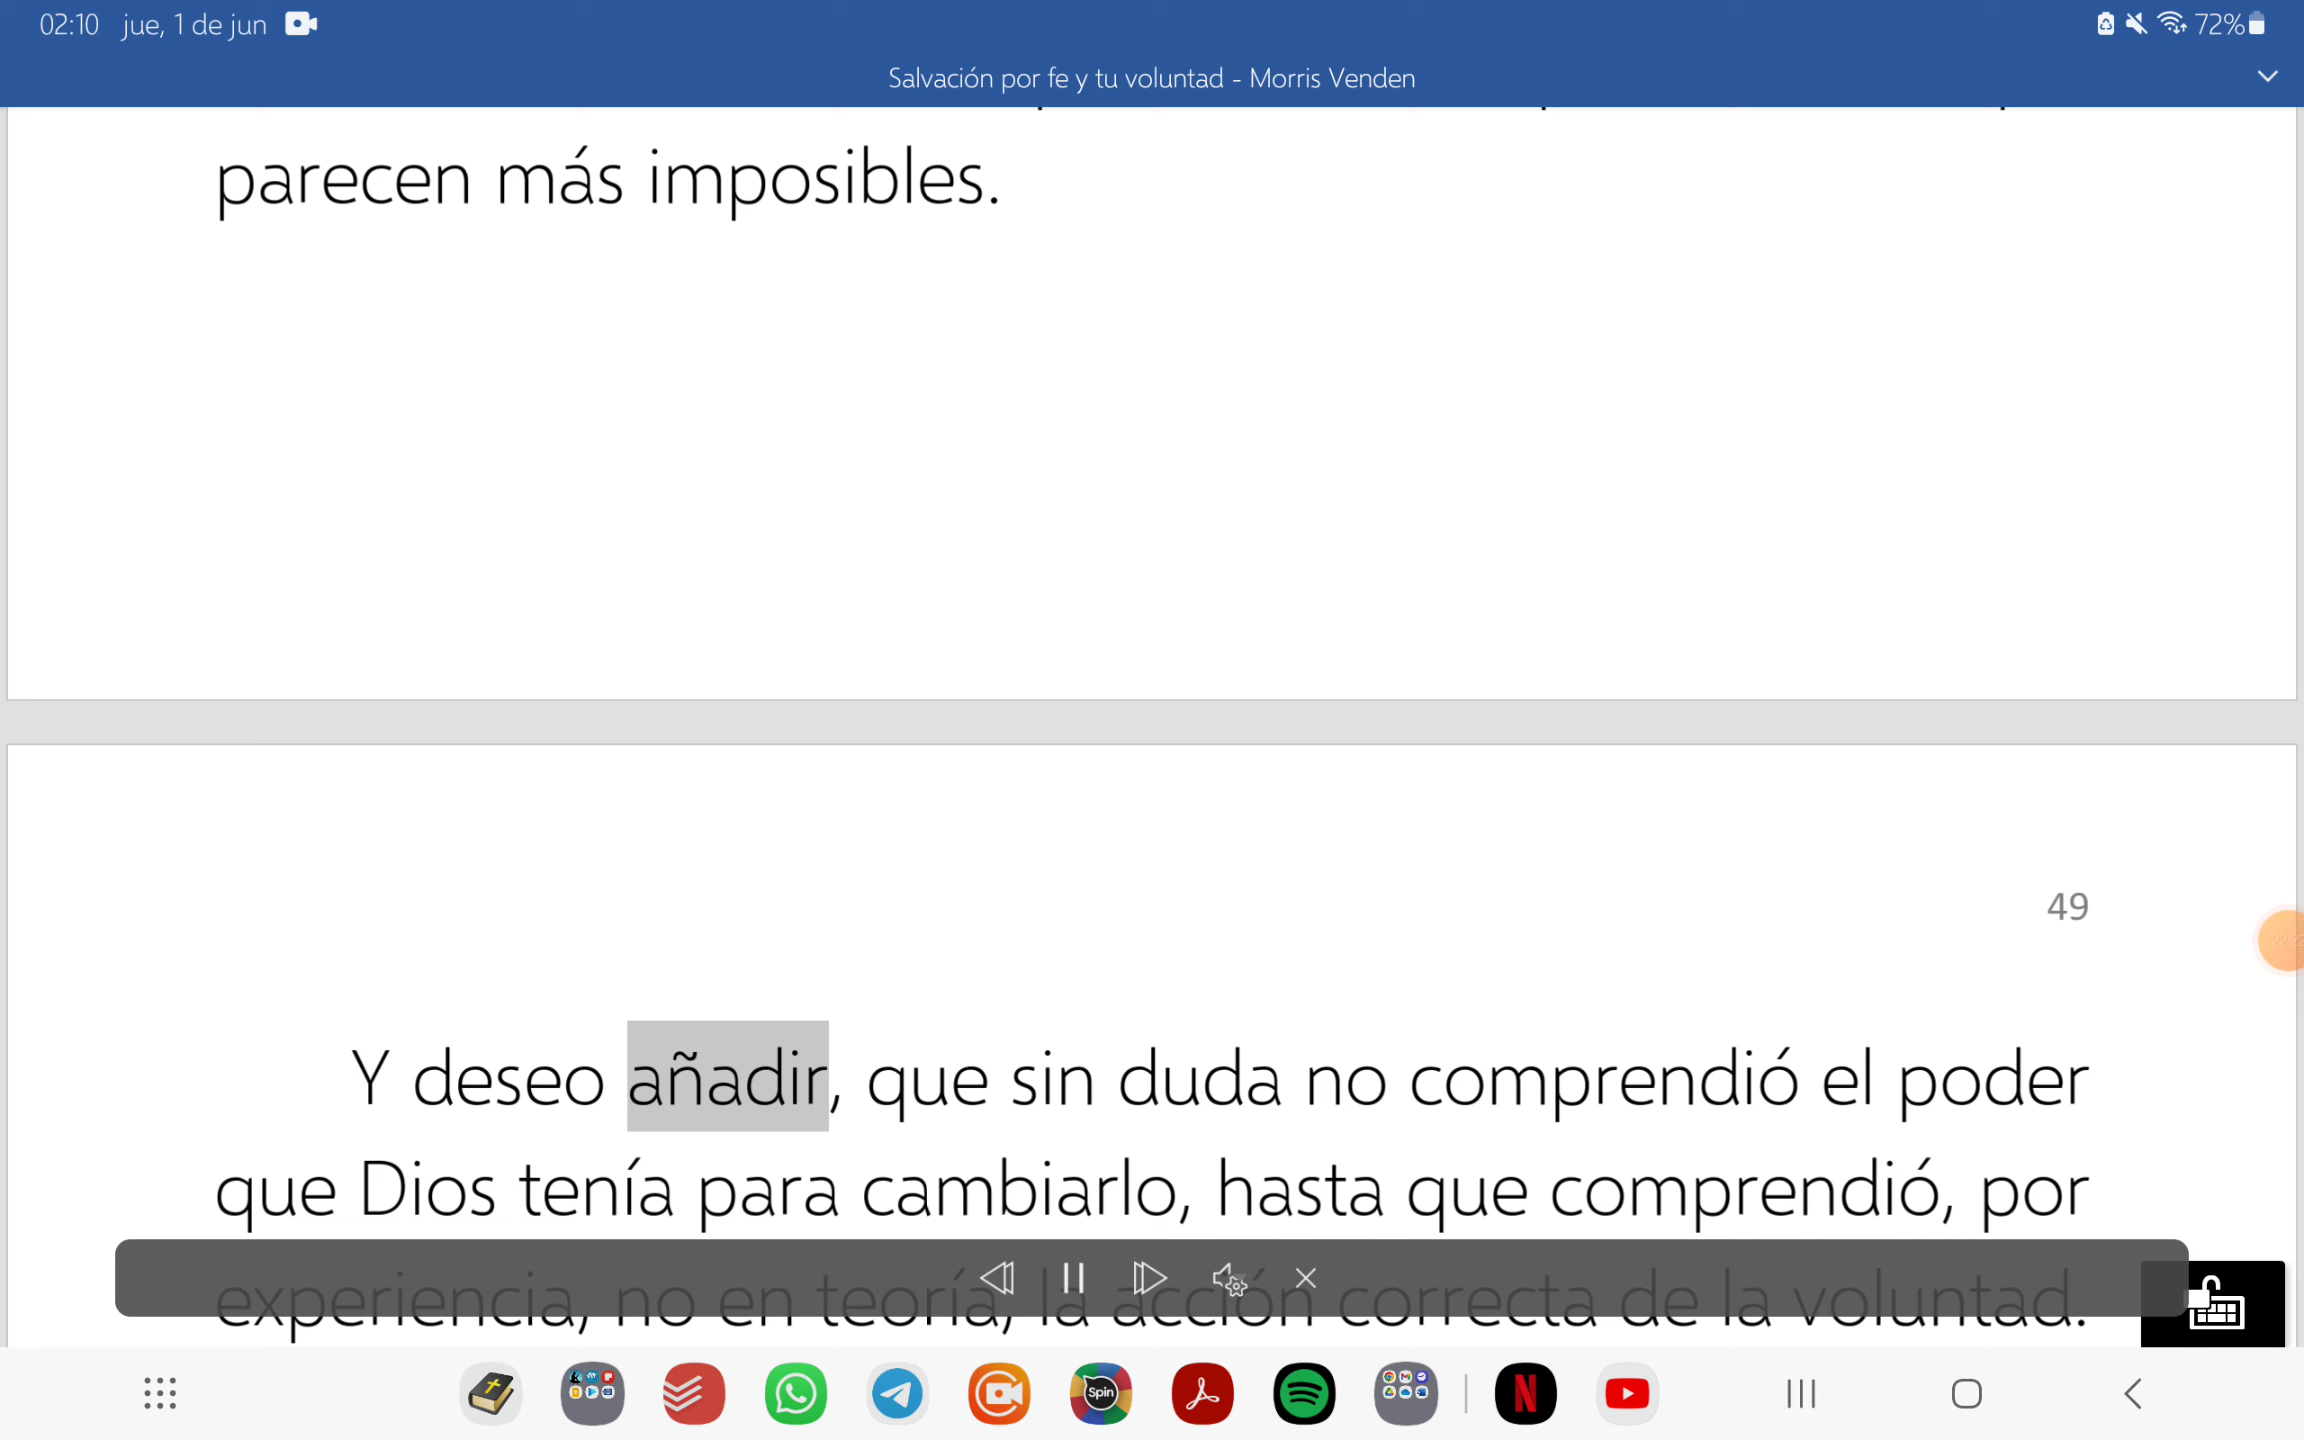 02:10 jue, 1 de jun 72%
Salvación por fe y tu voluntad - Morris Venden
parecen más imposibles.
49
Y deseo añadir, que sin duda no comprendió el poder
que Dios tenía para cambiarlo, hasta que comprendió, por
experiencia, no en teoría, la acción correcta de la voluntad.
Spin